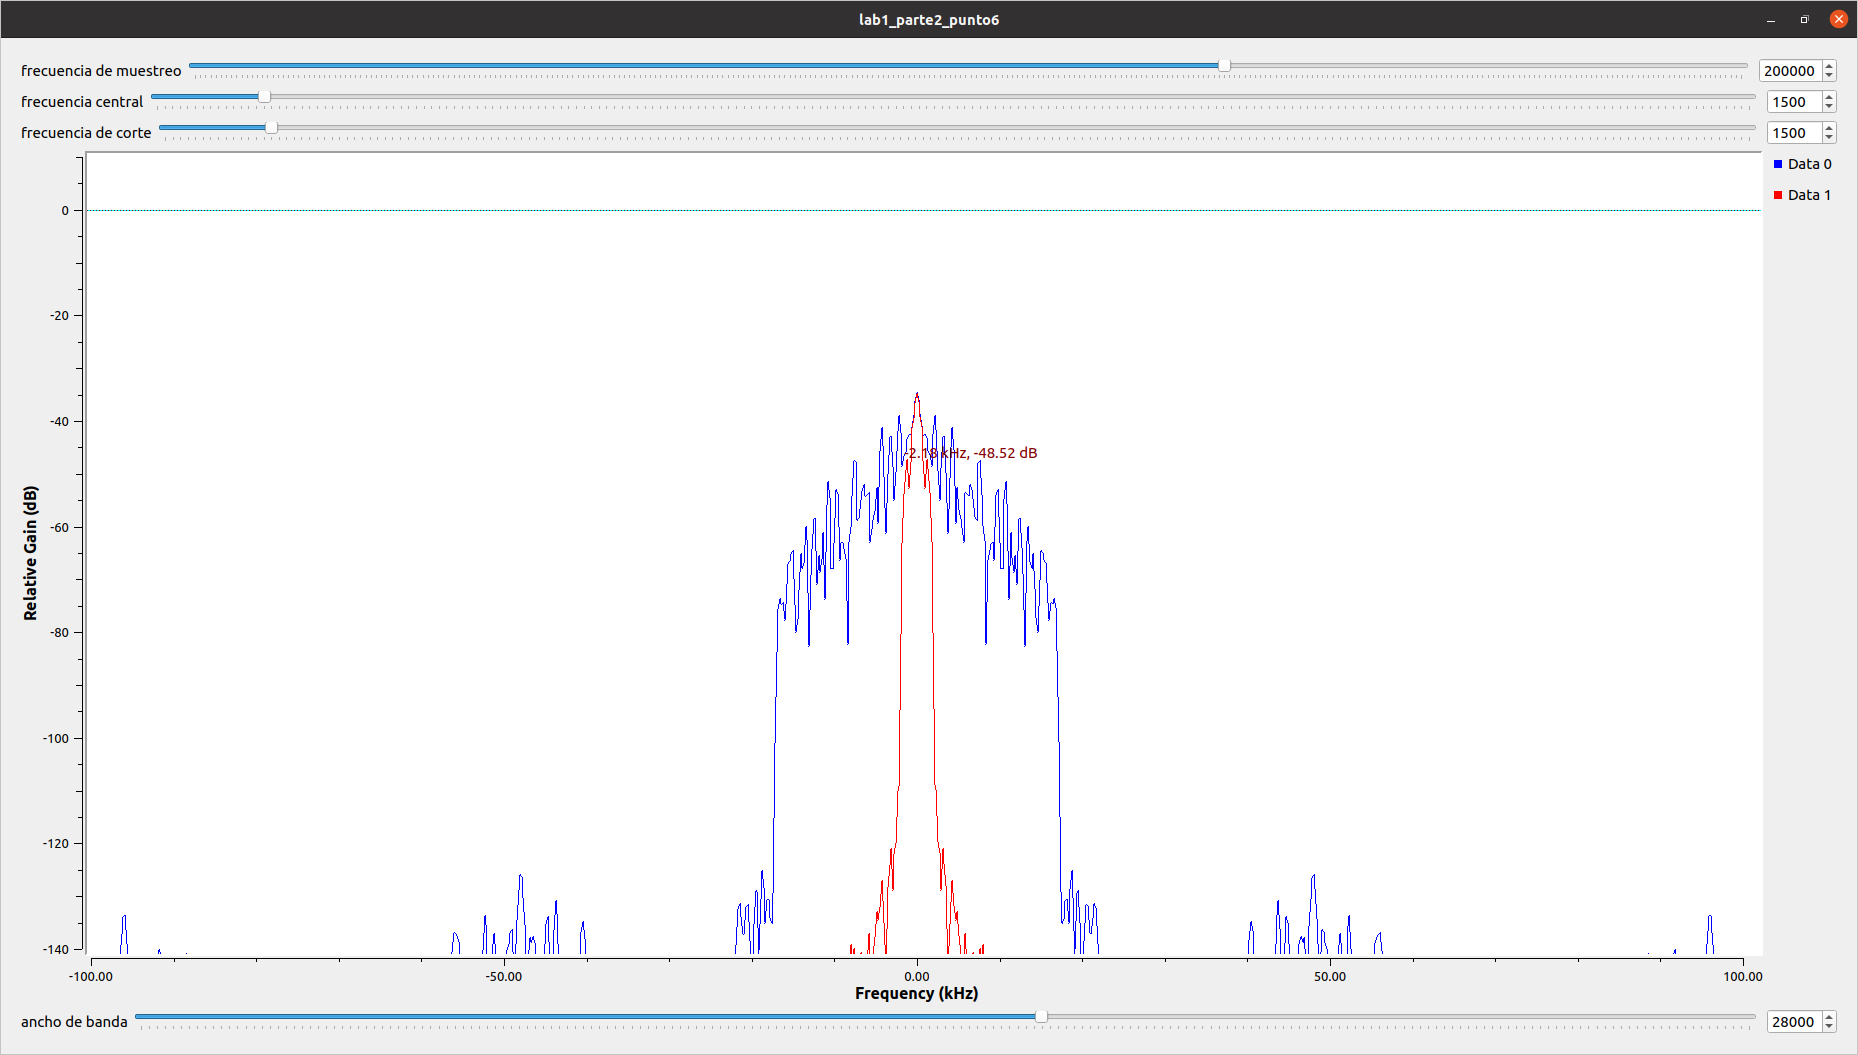 lab1_parte2_punto6
frecuencia de muestreo 200000
frecuencia central 1500
frecuencia de corte 1500
Data 0
Data 1
0
-20
-40
-2.18 kHz, -48.52 dB
-60
-80
-100
-120
-140
Relative Gain (dB)
-100.00 -50.00 0.00 50.00 100.00
Frequency (kHz)
ancho de banda 28000